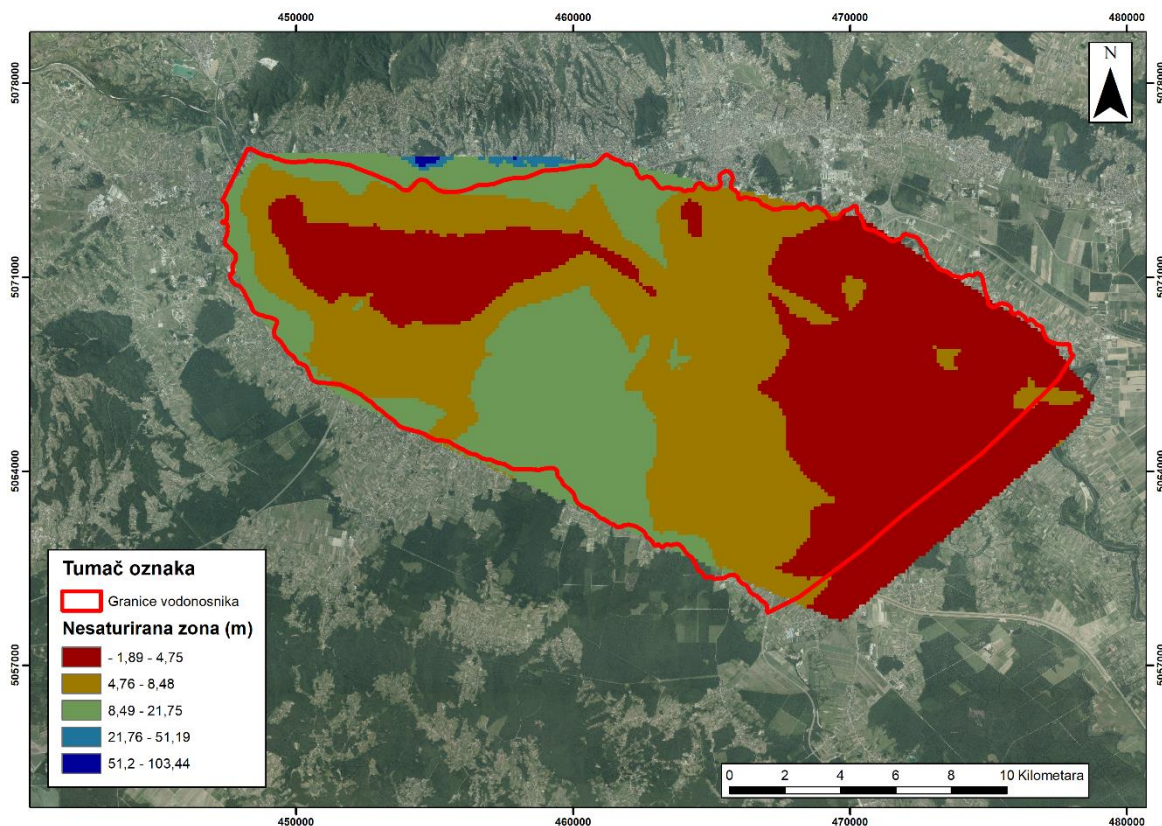 450000 460000 470000 480000
5078000 5078000
N
5071000 5071000
5064000 5064000
5057000 5057000
Tumač oznaka
Granice vodonosnika
Nesaturirana zona (m)
- 1,89 - 4,75
4,76 - 8,48
8,49 - 21,75
21,76 - 51,19
51,2 - 103,44
0 2 4 6 8 10 Kilometara
450000 460000 470000 480000